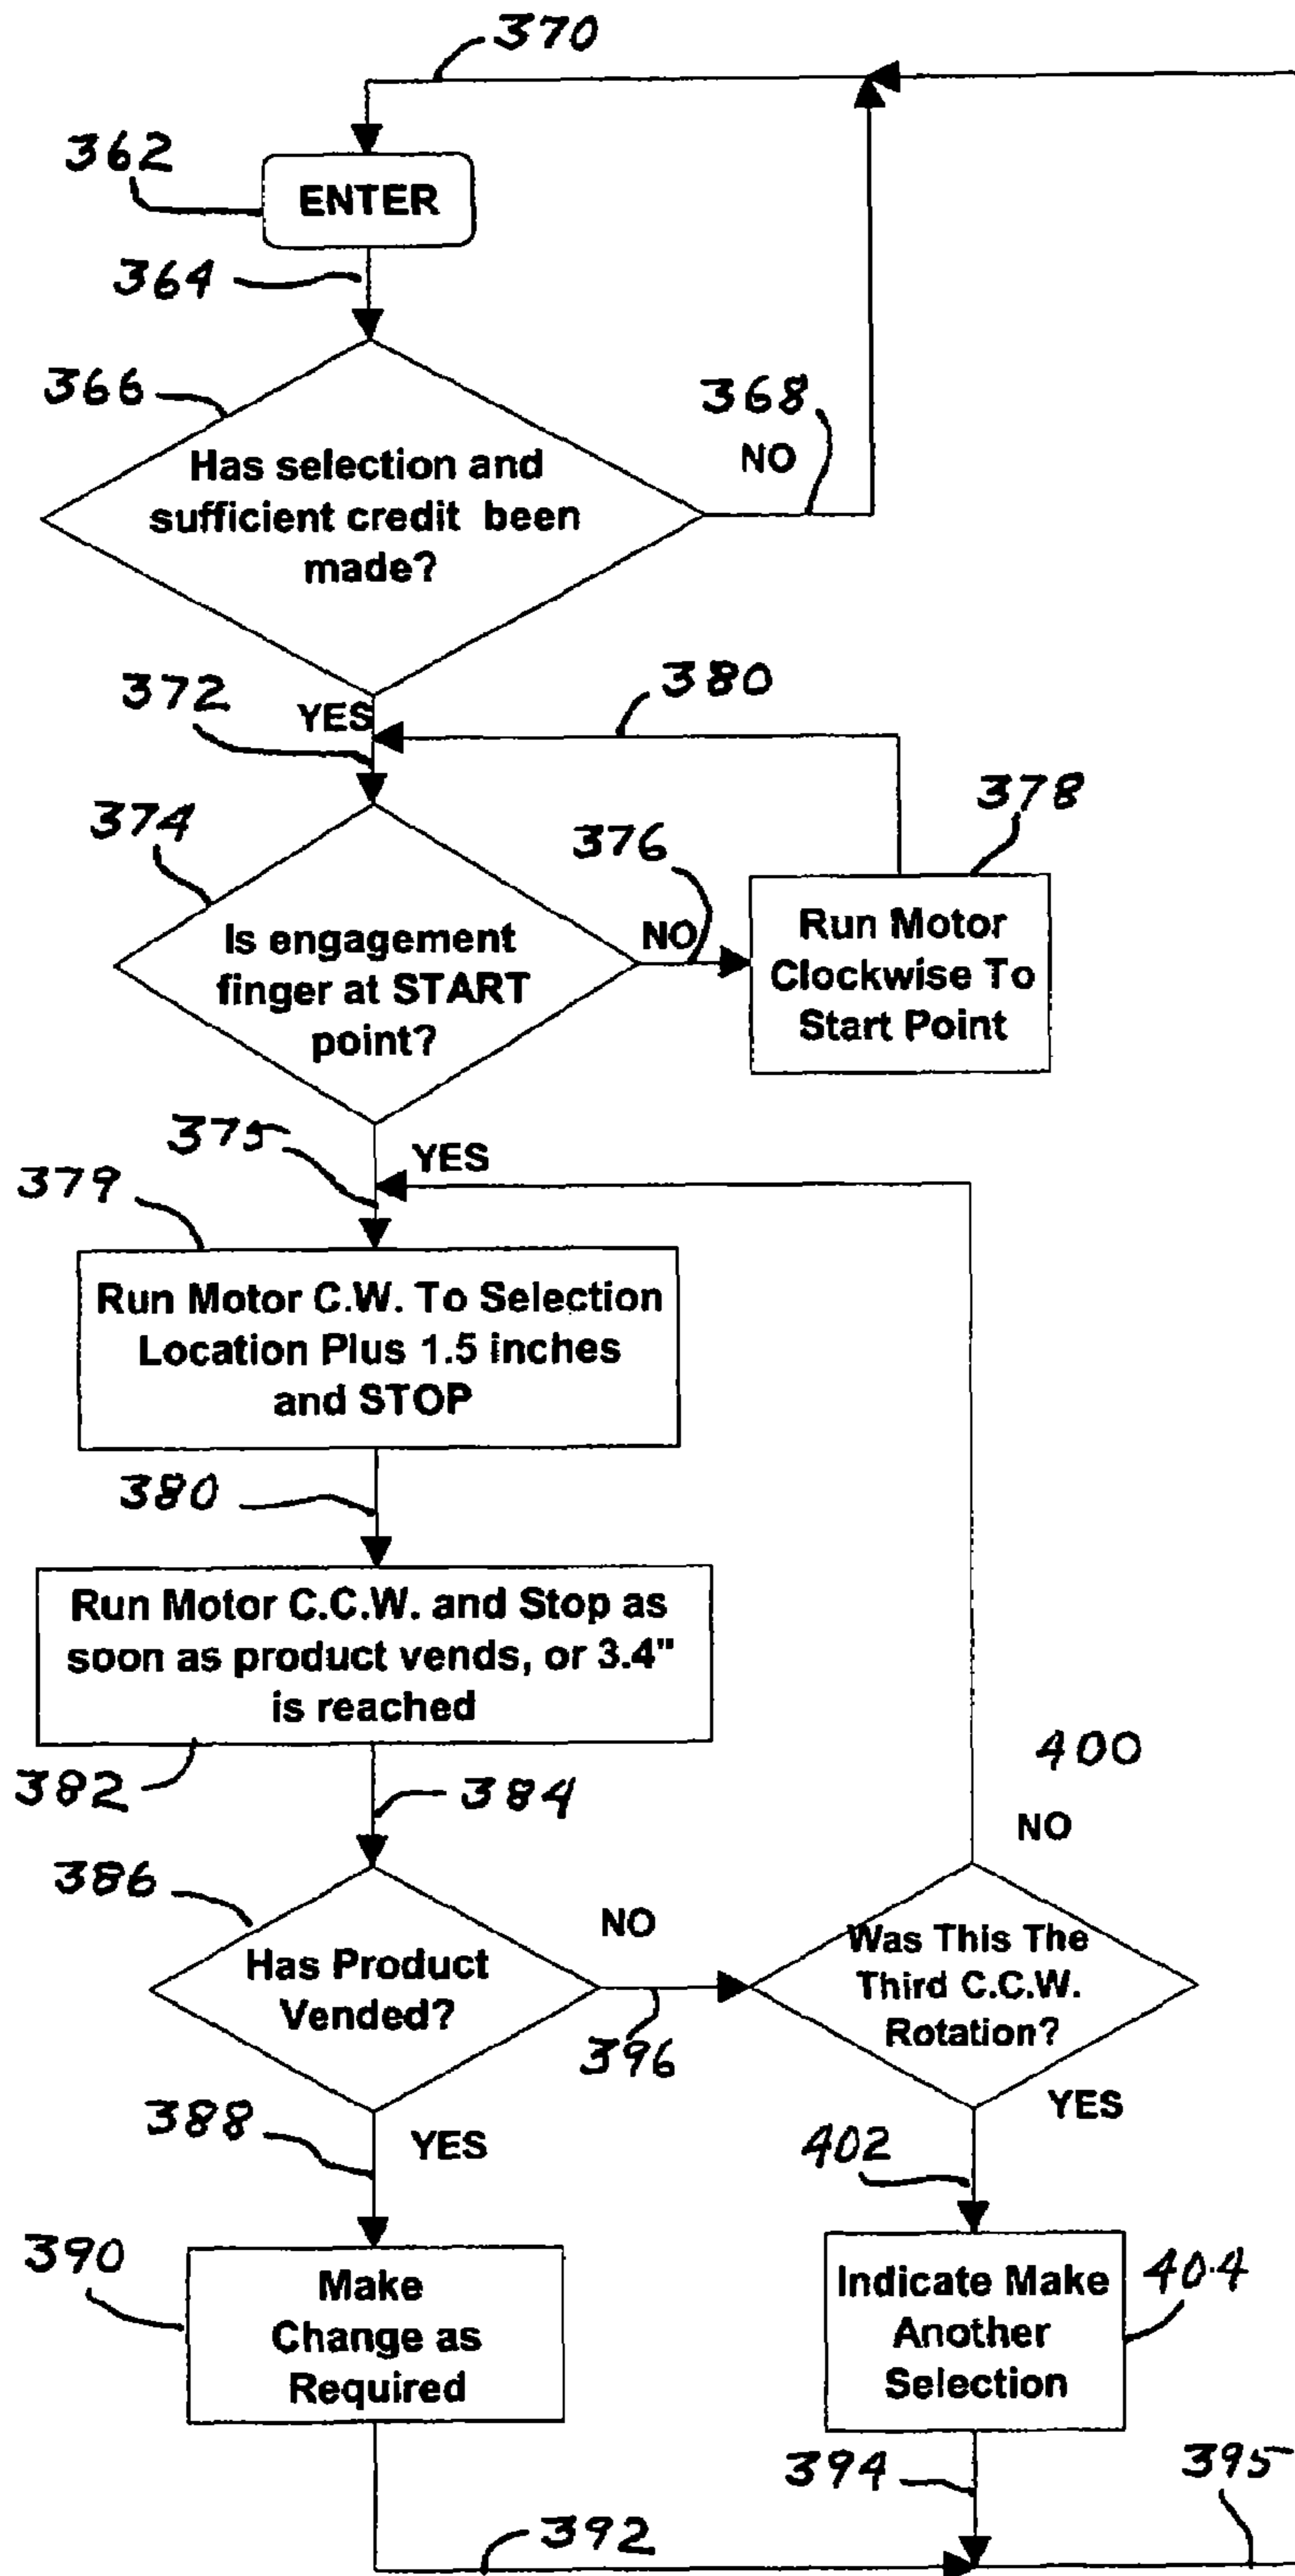 370
362
ENTER
364
366
368
NO
Has selection and
sufficient credit been
made?
372
YES
380
374
376
378
NO
Is engagement
finger at START
point?
Run Motor
Clockwise To
Start Point
375
YES
379
Run Motor C.W. To Selection
Location Plus 1.5 inches
and STOP
380
Run Motor C.C.W. and Stop as
soon as product vends, or 3.4"
is reached
382
384
400
NO
386
NO
Has Product
Vended?
396
Was This The
Third C.C.W.
Rotation?
388
YES
YES
402
390
Make
Change as
Required
Indicate Make
Another
Selection
404
394
395
392